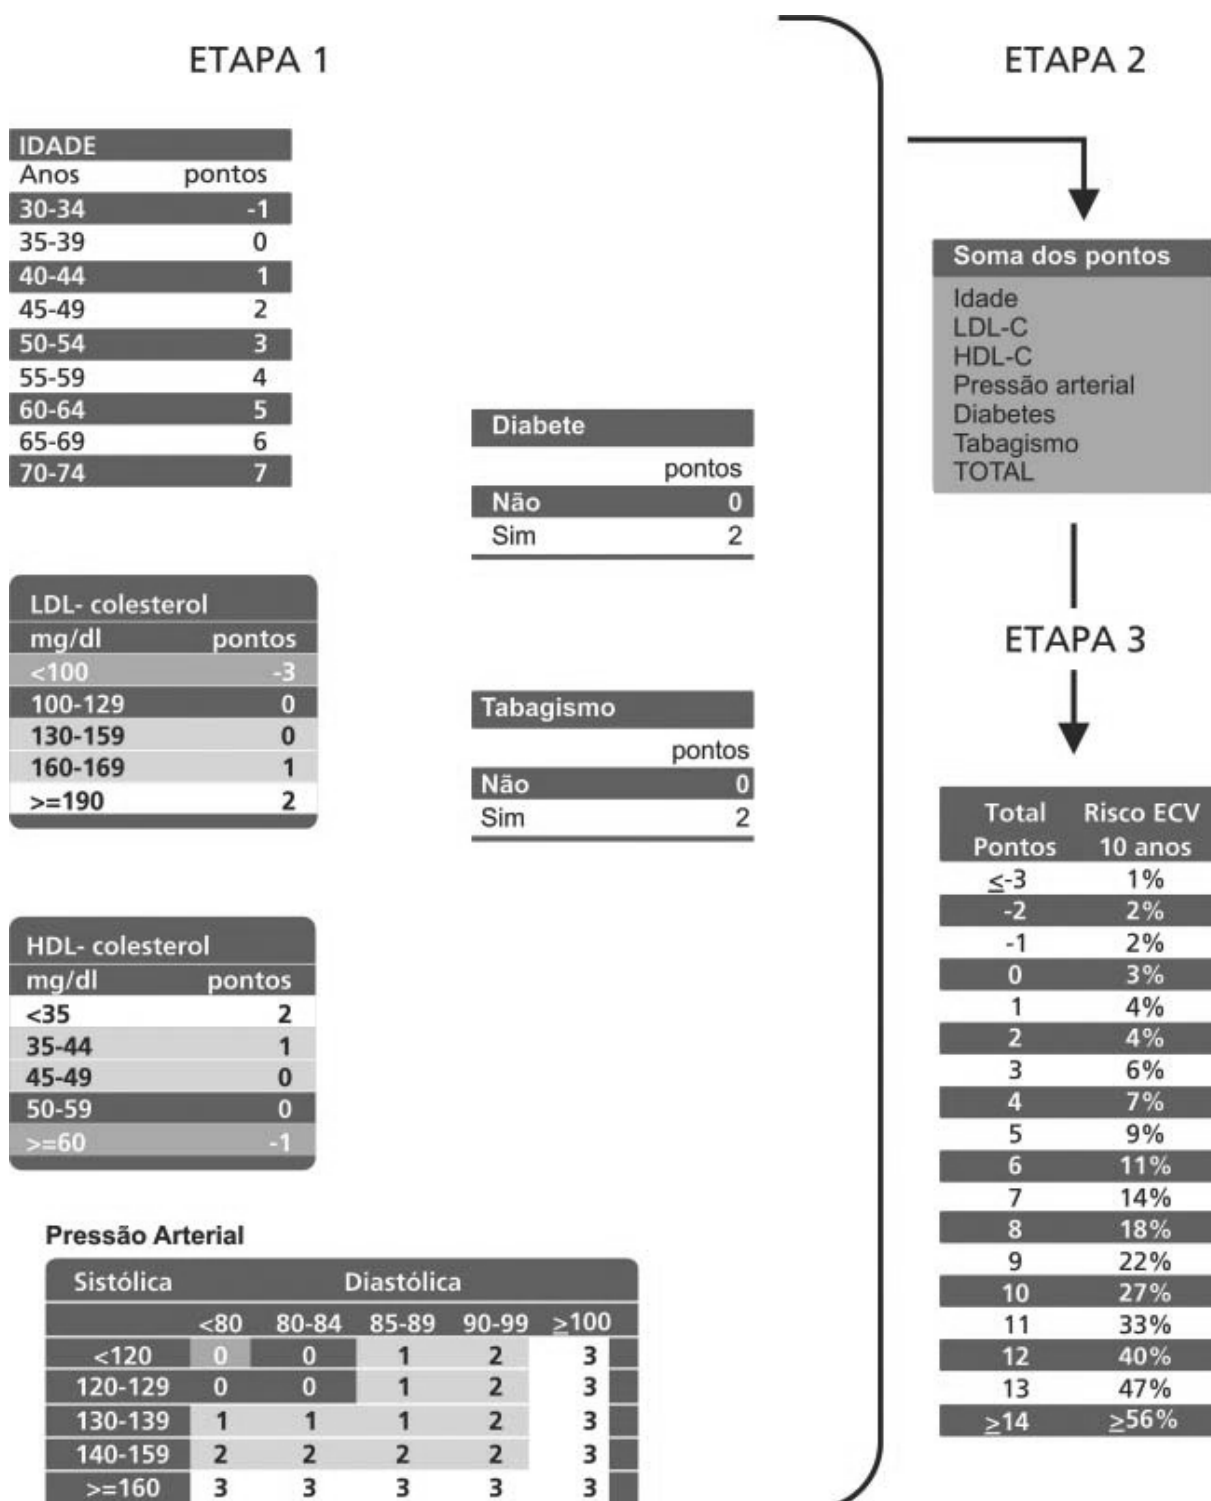 ETAPA 1
IDADE
Anos pontos
30-34 -1
35-39 0
40-44 1
45-49 2
50-54 3
55-59 4
60-64 5
65-69 6
70-74 7
LDL- colesterol
mg/dl pontos
<100 -3
100-129 0
130-159 0
160-169 1
>=190 2
HDL- colesterol
mg/dl pontos
<35 2
35-44 1
45-49 0
50-59 0
>=60 -1
Pressão Arterial
Sistólica Diastólica
<80 80-84 85-89 90-99 ≥100
<120 0 0 1 2 3
120-129 0 0 1 2 3
130-139 1 1 1 2 3
140-159 2 2 2 2 3
>=160 3 3 3 3 3
Diabete
pontos
Não 0
Sim 2
Tabagismo
pontos
Não 0
Sim 2
ETAPA 2
Soma dos pontos
Idade
LDL-C
HDL-C
Pressão arterial
Diabetes
Tabagismo
TOTAL
ETAPA 3
Total Risco ECV
Pontos 10 anos
≤-3 1%
-2 2%
-1 2%
0 3%
1 4%
2 4%
3 6%
4 7%
5 9%
6 11%
7 14%
8 18%
9 22%
10 27%
11 33%
12 40%
13 47%
≥14 ≥56%